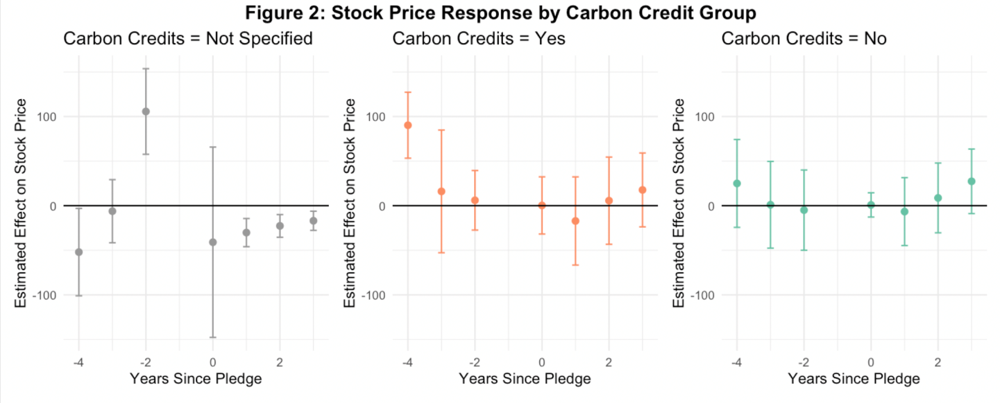 Figure 2: Stock Price Response by Carbon Credit Group
Carbon Credits = Not Specified
Estimated Effect on Stock Price
100
0
-100
-4
-2
0
2
Years Since Pledge
Carbon Credits = Yes
Estimated Effect on Stock Price
100
0
-100
-4
-2
0
2
Years Since Pledge
Carbon Credits = No
Estimated Effect on Stock Price
100
0
-100
-4
-2
0
2
Years Since Pledge